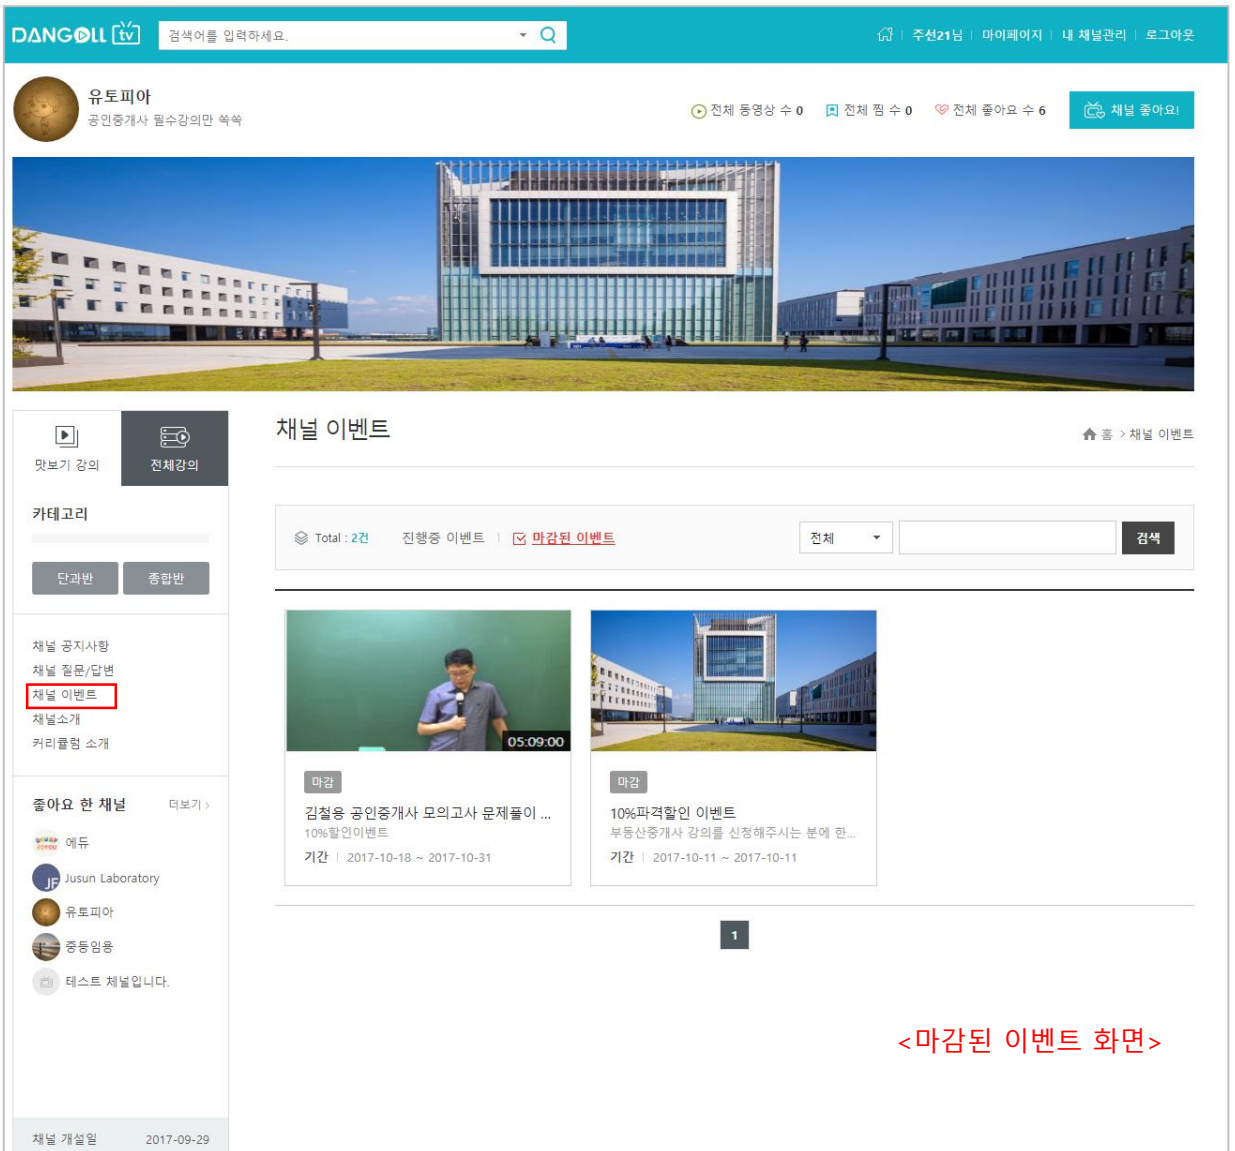 DANGOLL tv
검색어를 입력하세요.
주선21님 | 마이페이지 | 내 채널관리 | 로그아웃
유토피아
공인중개사 필수강의만 쏙쏙
전체 동영상 수 0
전체 찜 수 0
전체 좋아요 수 6
채널 좋아요!
맛보기 강의
전체강의
채널 이벤트
홈 > 채널 이벤트
카테고리
단과반
종합반
Total : 2건
진행중 이벤트 | 마감된 이벤트
전체
검색
채널 공지사항
채널 질문/답변
채널 이벤트
채널소개
커리큘럼 소개
05:09:00
마감
김철용 공인중개사 모의고사 문제풀이 ...
10%할인이벤트
기간 | 2017-10-18 ~ 2017-10-31
마감
10%파격할인 이벤트
부동산중개사 강의를 신청해주시는 분에 한...
기간 | 2017-10-11 ~ 2017-10-11
좋아요 한 채널
더보기 >
에듀
JF
Jusun Laboratory
유토피아
중등임용
테스트 체널입니다.
1
<마감된 이벤트 화면>
채널 개설일
2017-09-29